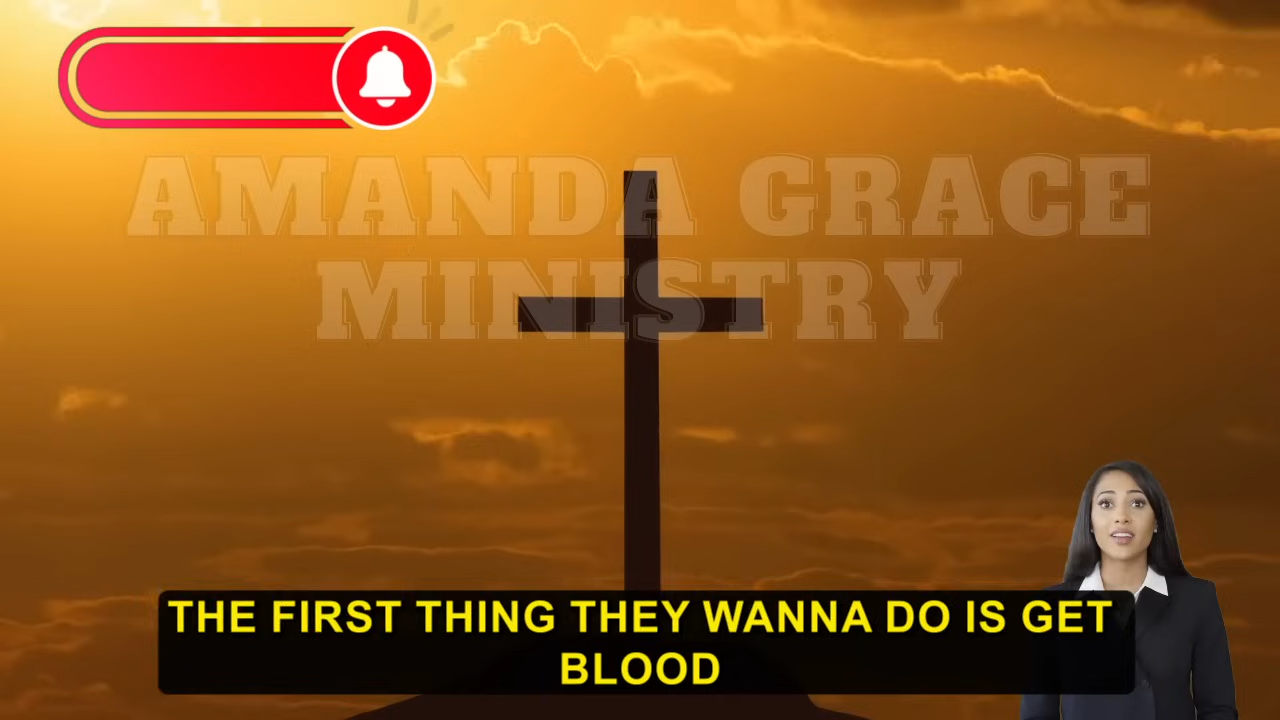 AMANDA GRACE
MINISTRY
THE FIRST THING THEY WANNA DO IS GET
BLOOD